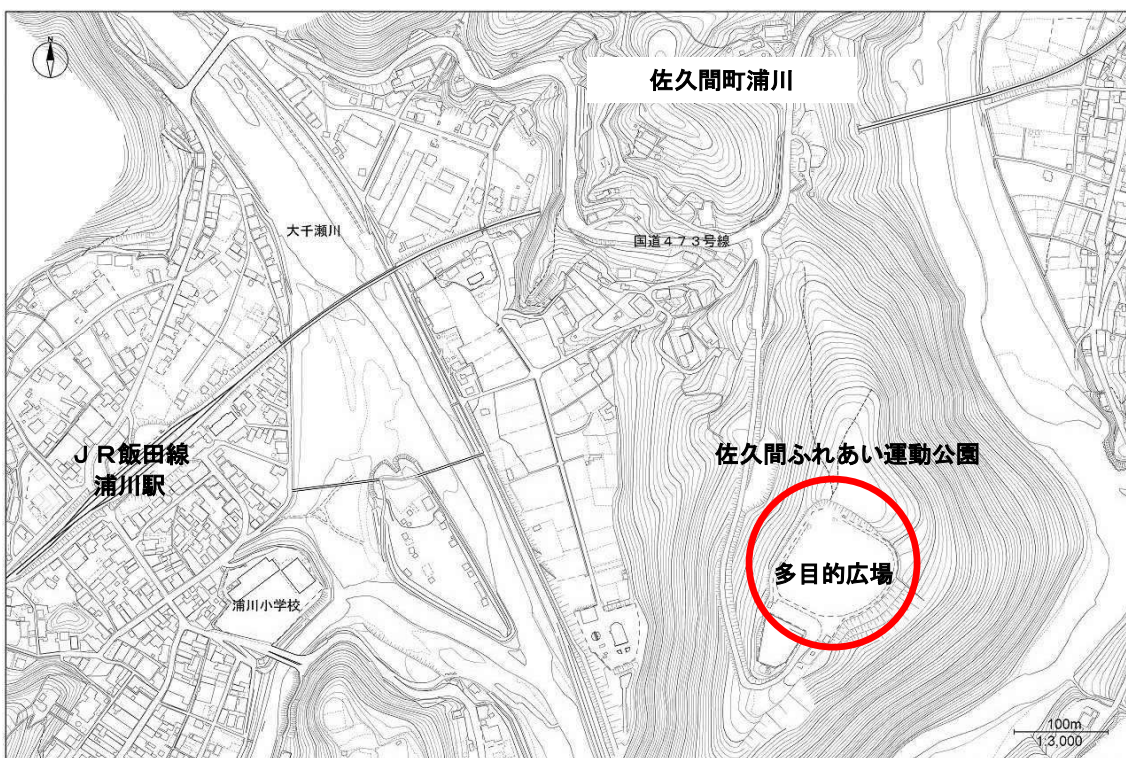 N
佐久間町浦川
大千瀬川
国道473号線
JR飯田線
浦川駅
佐久間ふれあい運動公園
多目的広場
浦川小学校
100m
1:3,000